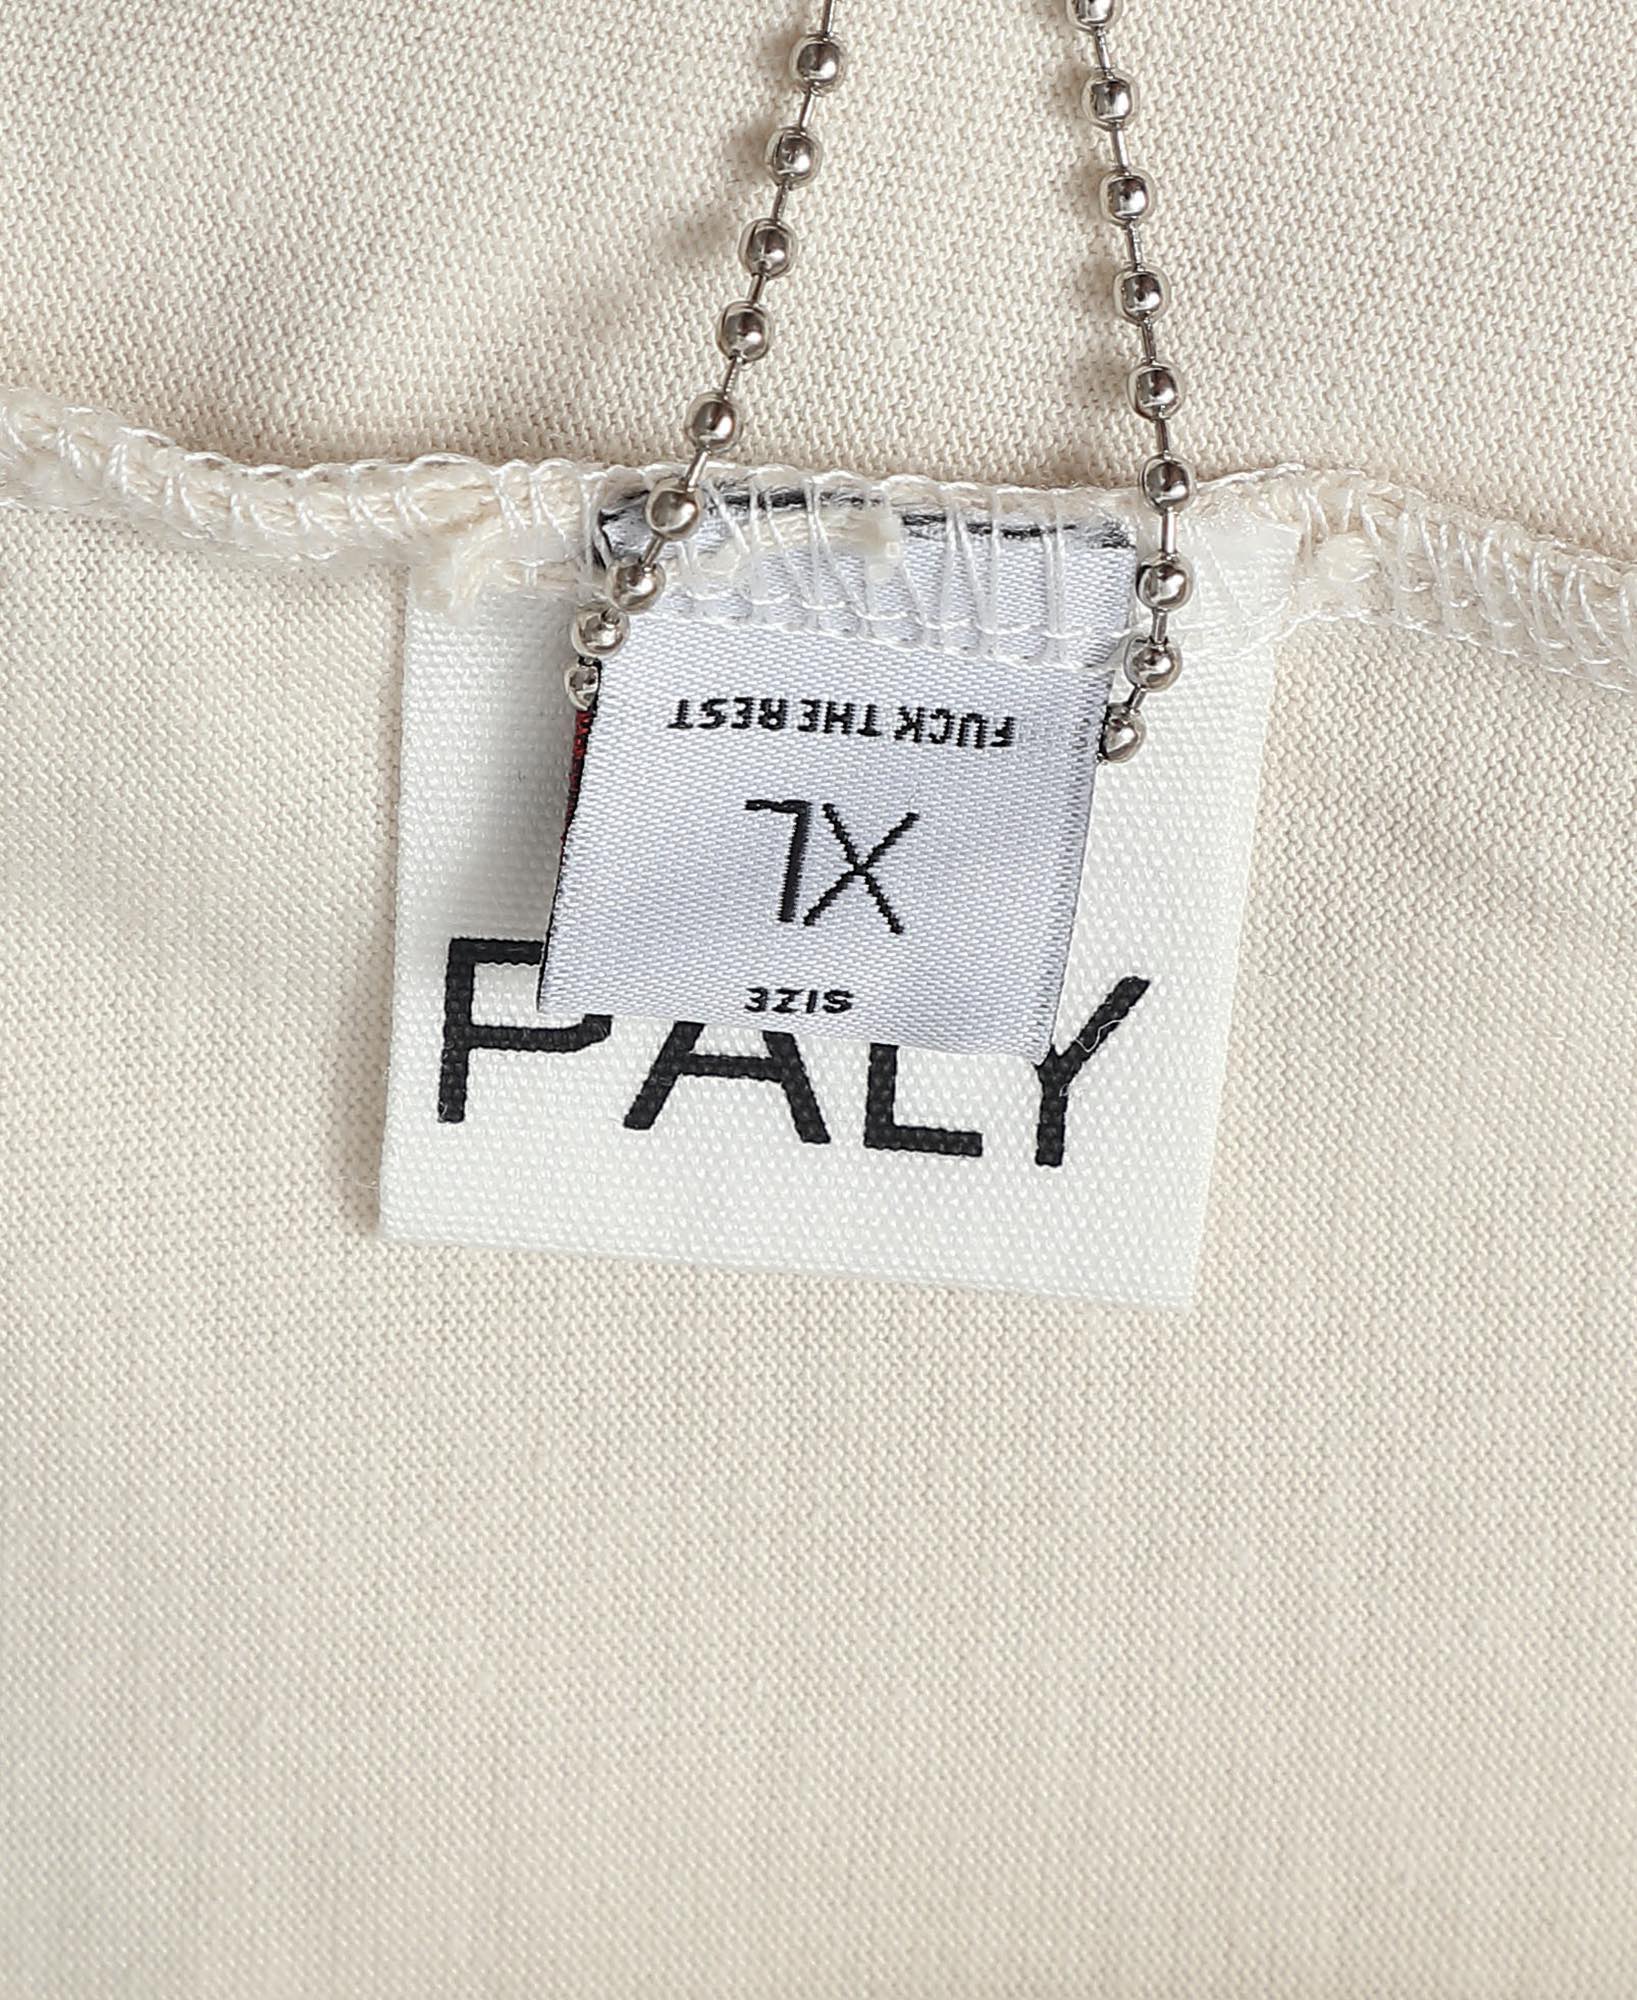 FUCK THE REST
XL
SIZE
PALY